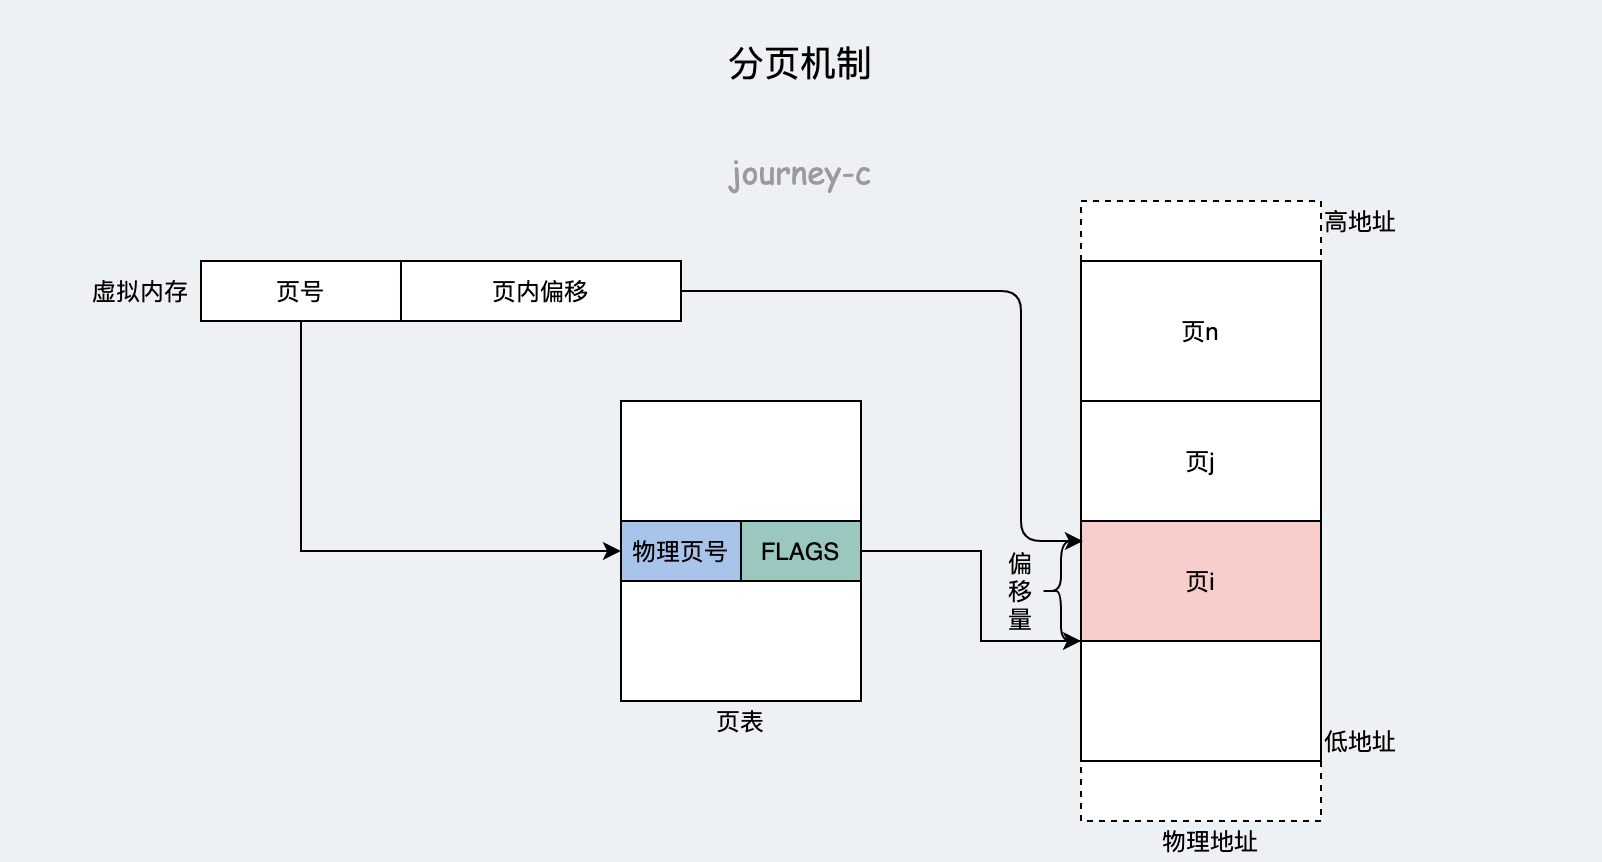 分页机制
journey-c
高地址
虚拟内存
页号
页内偏移
页n
页j
物理页号
FLAGS
偏
移
量
页i
页表
低地址
物理地址